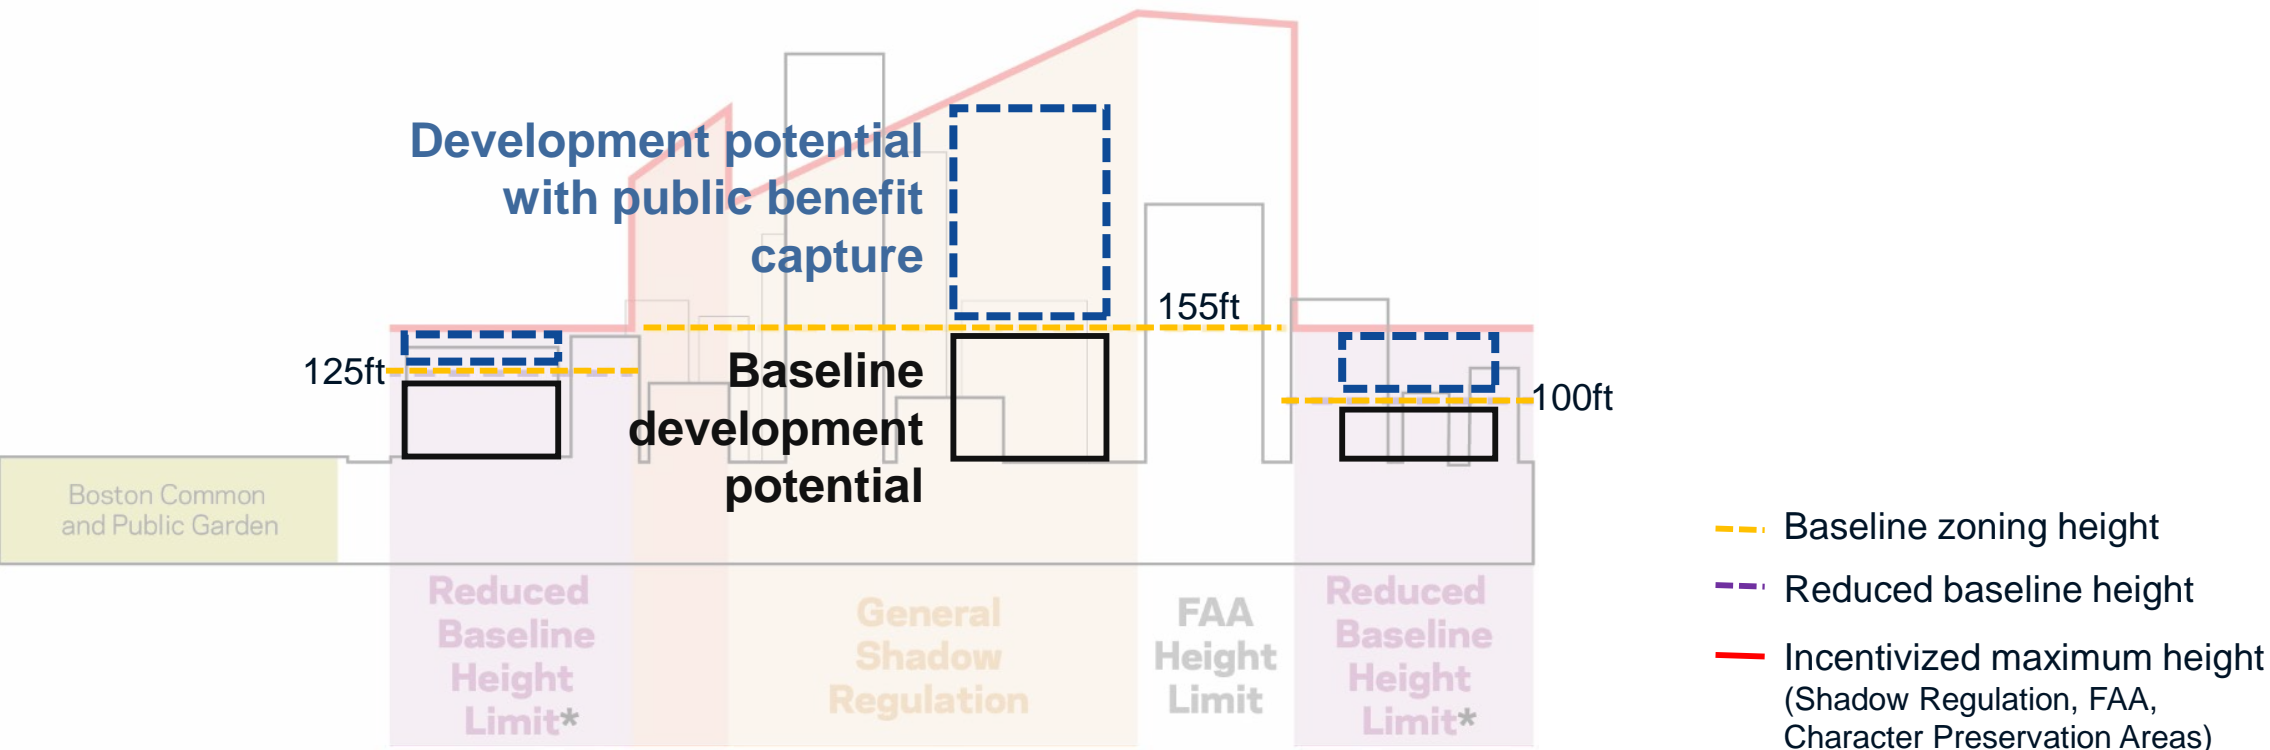 Development potential
with public benefit
capture
155ft
125ft
Baseline
development
potential
100ft
Boston Common
and Public Garden
Reduced
Baseline
Height
Limit*
General
Shadow
Regulation
FAA
Height
Limit
Reduced
Baseline
Height
Limit*
Baseline zoning height
Reduced baseline height
Incentivized maximum height
(Shadow Regulation, FAA,
Character Preservation Areas)